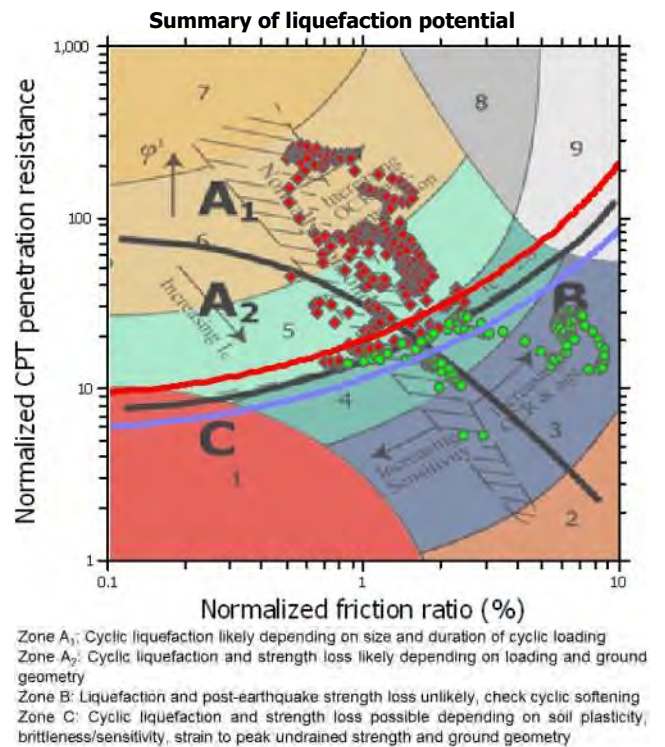 Summary of liquefaction potential
1,000
7
8
9
φ'
Increasing
OCR
A1
100
6
A2
Increasing Ic
5
B
10
4
C
Increasing
Sensitivity
Increasing
3
1
2
1
0.1
1
10
Normalized CPT penetration resistance
Normalized friction ratio (%)
Zone A1: Cyclic liquefaction likely depending on size and duration of cyclic loading
Zone A2: Cyclic liquefaction and strength loss likely depending on loading and ground
geometry
Zone B: Liquefaction and post-earthquake strength loss unlikely, check cyclic softening
Zone C: Cyclic liquefaction and strength loss possible depending on soil plasticity,
brittleness/sensitivity, strain to peak undrained strength and ground geometry